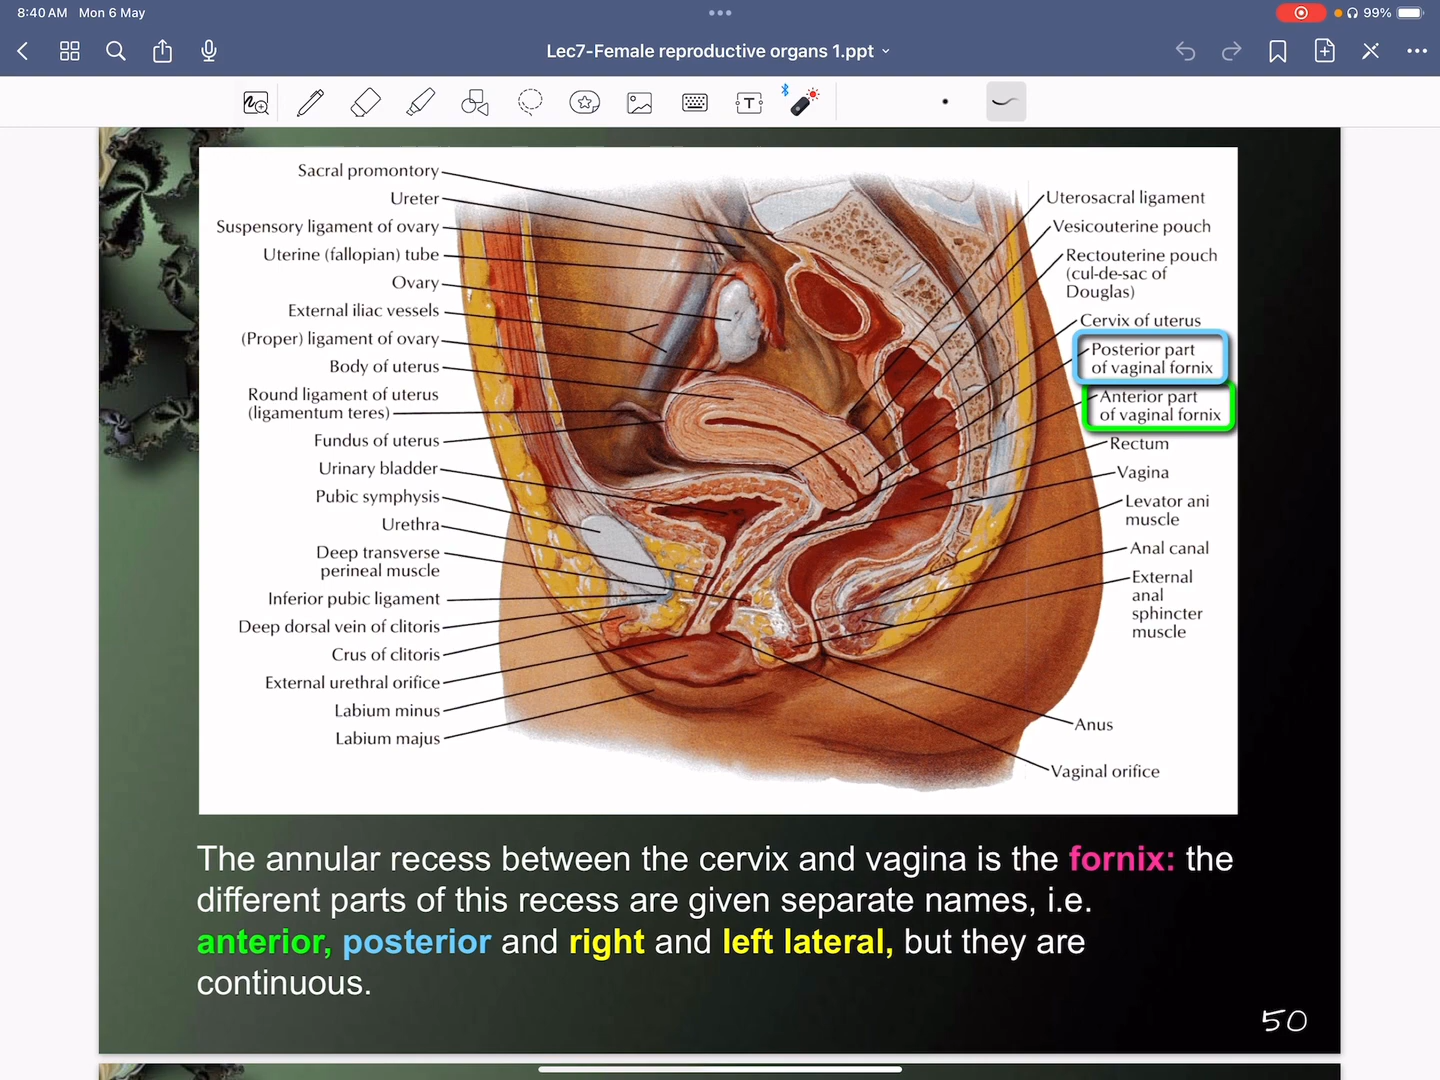 8:40 AM Mon 6 May
99%
Lec7-Female reproductive organs 1.ppt
T
Sacral promontory
Ureter
Suspensory ligament of ovary
Uterine (fallopian) tube
Ovary
External iliac vessels
(Proper) ligament of ovary
Body of uterus
Round ligament of uterus
(ligamentum teres)
Fundus of uterus
Urinary bladder
Pubic symphysis
Urethra
Deep transverse
perineal muscle
Inferior pubic ligament
Deep dorsal vein of clitoris
Crus of clitoris
External urethral orifice
Labium minus
Labium majus
Uterosacral ligament
Vesicouterine pouch
Rectouterine pouch
(cul-de-sac of
Douglas)
Cervix of uterus
Posterior part
of vaginal fornix
Anterior part
of vaginal fornix
Rectum
Vagina
Levator ani
muscle
Anal canal
External
anal
sphincter
muscle
Anus
Vaginal orifice
The annular recess between the cervix and vagina is the fornix: the
different parts of this recess are given separate names, i.e.
anterior, posterior and right and left lateral, but they are
continuous.
50